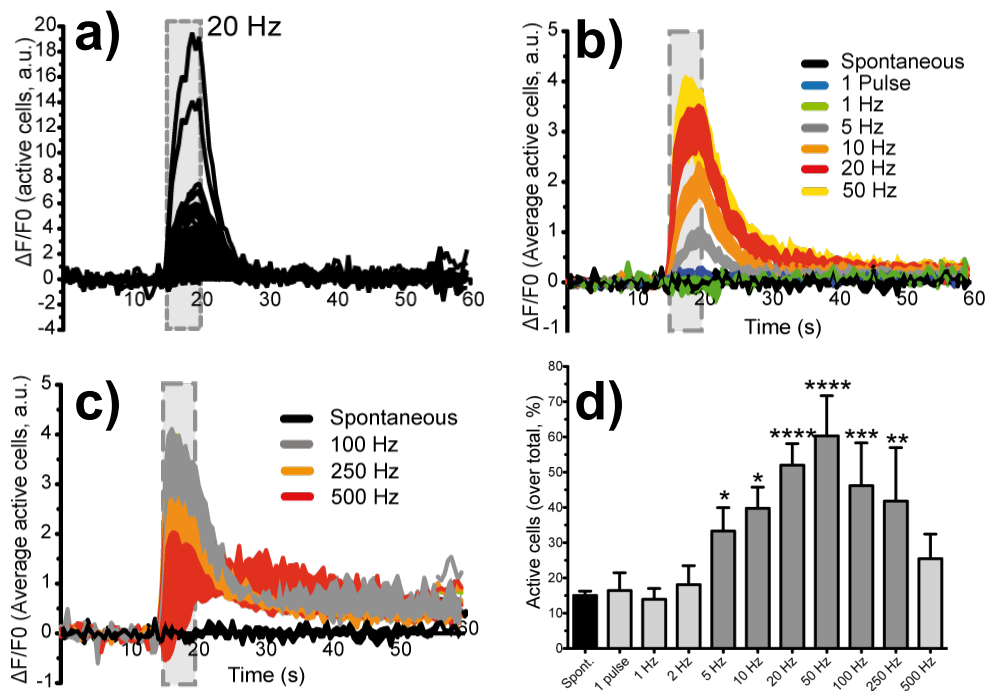 a)
20 Hz
ΔF/F0 (active cells, a.u.)
20
18
16
14
12
10
8
6
4
2
0
-2
-4
10
20
30
40
50
60
b)
ΔF/F0 (Average active cells, a.u.)
5
4
3
2
1
0
-1
10
20
30
40
50
60
Time (s)
Spontaneous
1 Pulse
1 Hz
5 Hz
10 Hz
20 Hz
50 Hz
c)
ΔF/F0 (Average active cells, a.u.)
5
4
3
2
1
0
-1
10
20
30
40
50
60
Time (s)
Spontaneous
100 Hz
250 Hz
500 Hz
d)
Active cells (over total, %)
80
70
60
50
40
30
20
10
0
*
*
****
****
***
**
Spont.
1 pulse
1 Hz
2 Hz
5 Hz
10 Hz
20 Hz
50 Hz
100 Hz
250 Hz
500 Hz